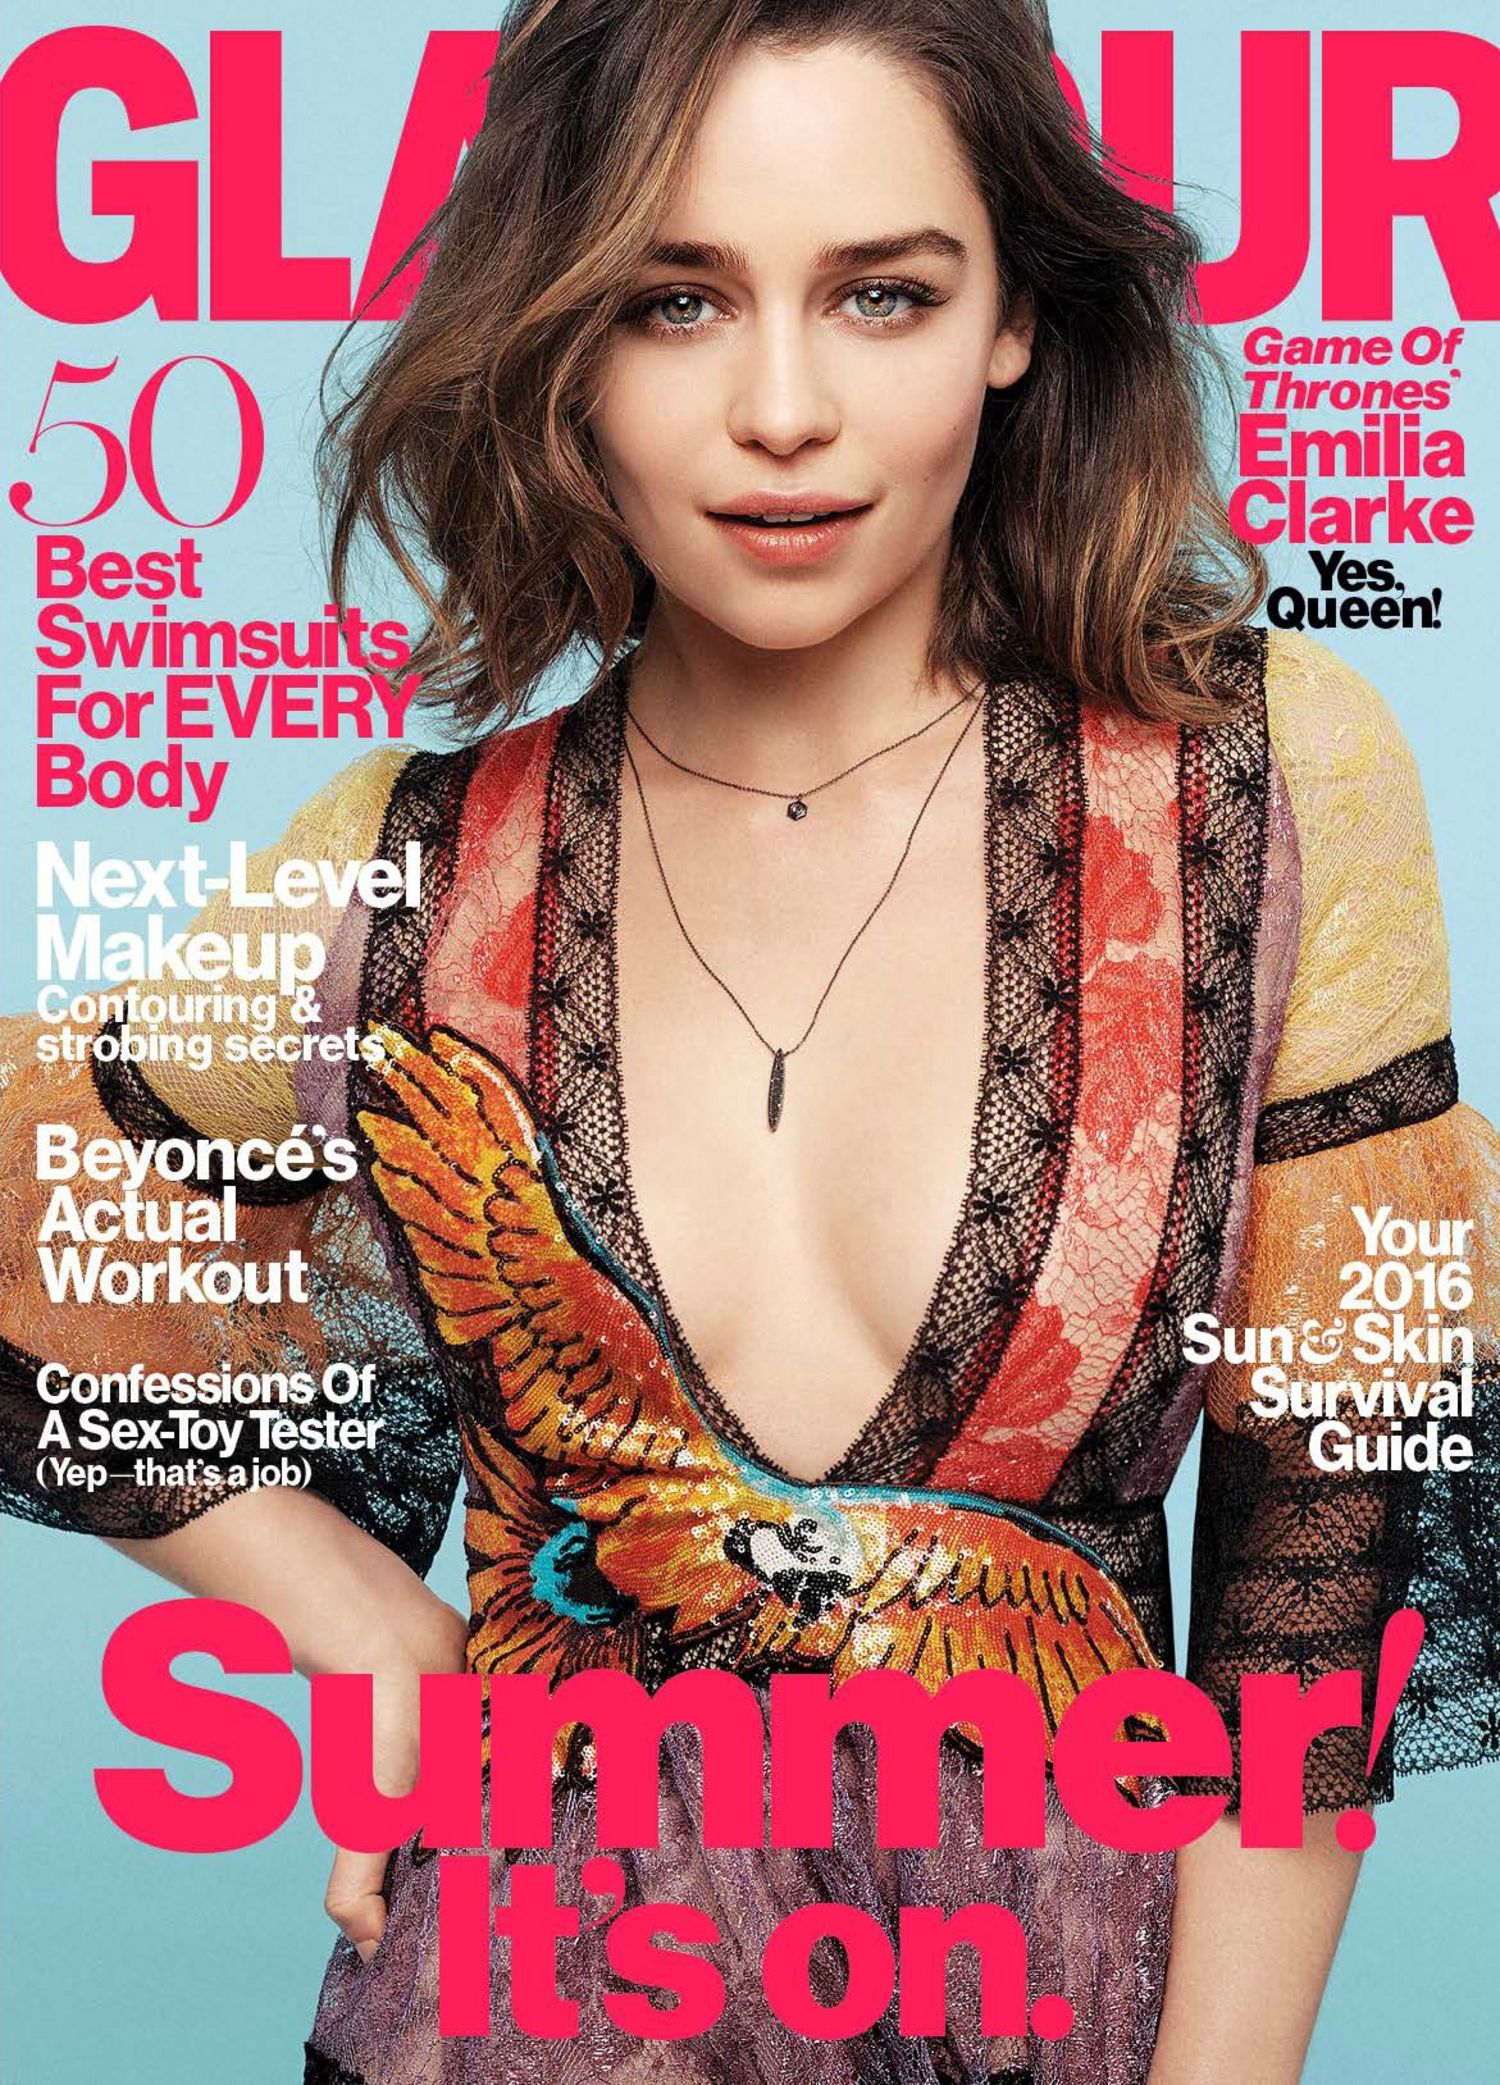 GLAMOUR
Game Of
Thrones'
Emilia
Clarke
Yes,
Queen!
50
Best
Swimsuits
For EVERY
Body
Next-Level
Makeup
Contouring &
strobing secrets
Beyoncé's
Actual
Workout
Confessions Of
A Sex-Toy Tester
(Yep—that's a job)
Your
2016
Sun & Skin
Survival
Guide
Summer!
It's on.